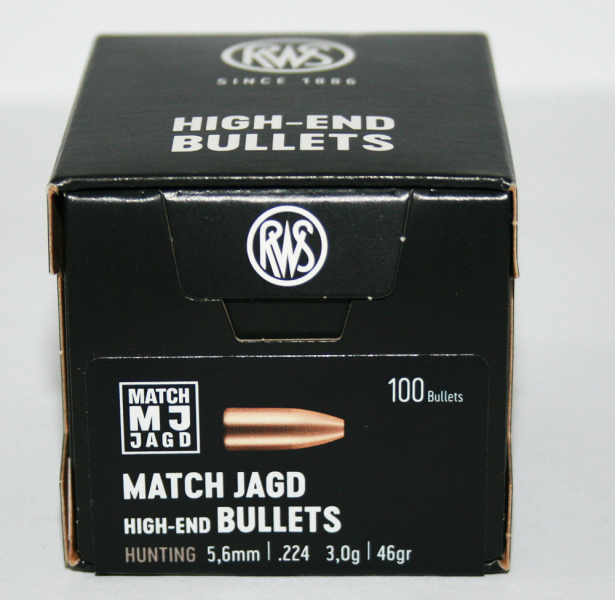 RWS
SINCE 1886
HIGH-END
BULLETS
RWS
MATCH
MJ
JAGD
100 Bullets
MATCH JAGD
HIGH-END BULLETS
HUNTING 5,6mm | .224 3,0g | 46gr